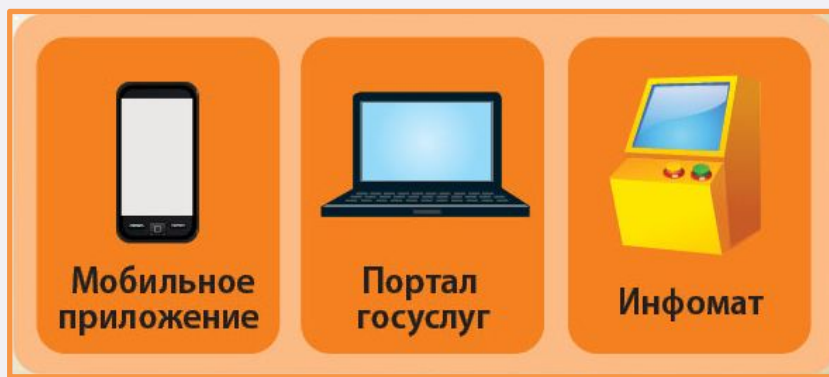 Мобильное
приложение
Портал
госуслуг
Инфомат